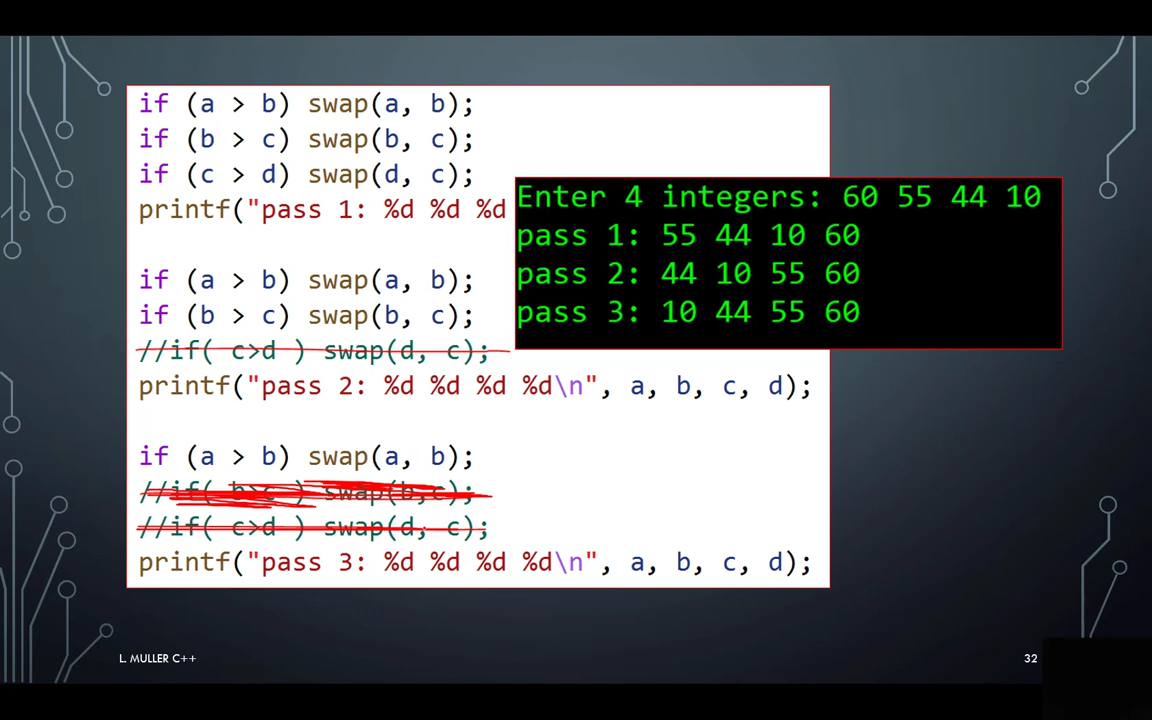 if (a > b) swap(a, b);
if (b > c) swap(b, c);
if (c > d) swap(d, c);
printf("pass 1: %d %d %d
Enter 4 integers: 60 55 44 10
pass 1: 55 44 10 60
pass 2: 44 10 55 60
pass 3: 10 44 55 60
if (a > b) swap(a, b);
if (b > c) swap(b, c);
//if( c>d ) swap(d, c);
printf("pass 2: %d %d %d %d\n", a, b, c, d);
if (a > b) swap(a, b);
//if( b>c ) swap(b,c);
//if( c>d ) swap(d, c);
printf("pass 3: %d %d %d %d\n", a, b, c, d);
L. MULLER C++
32